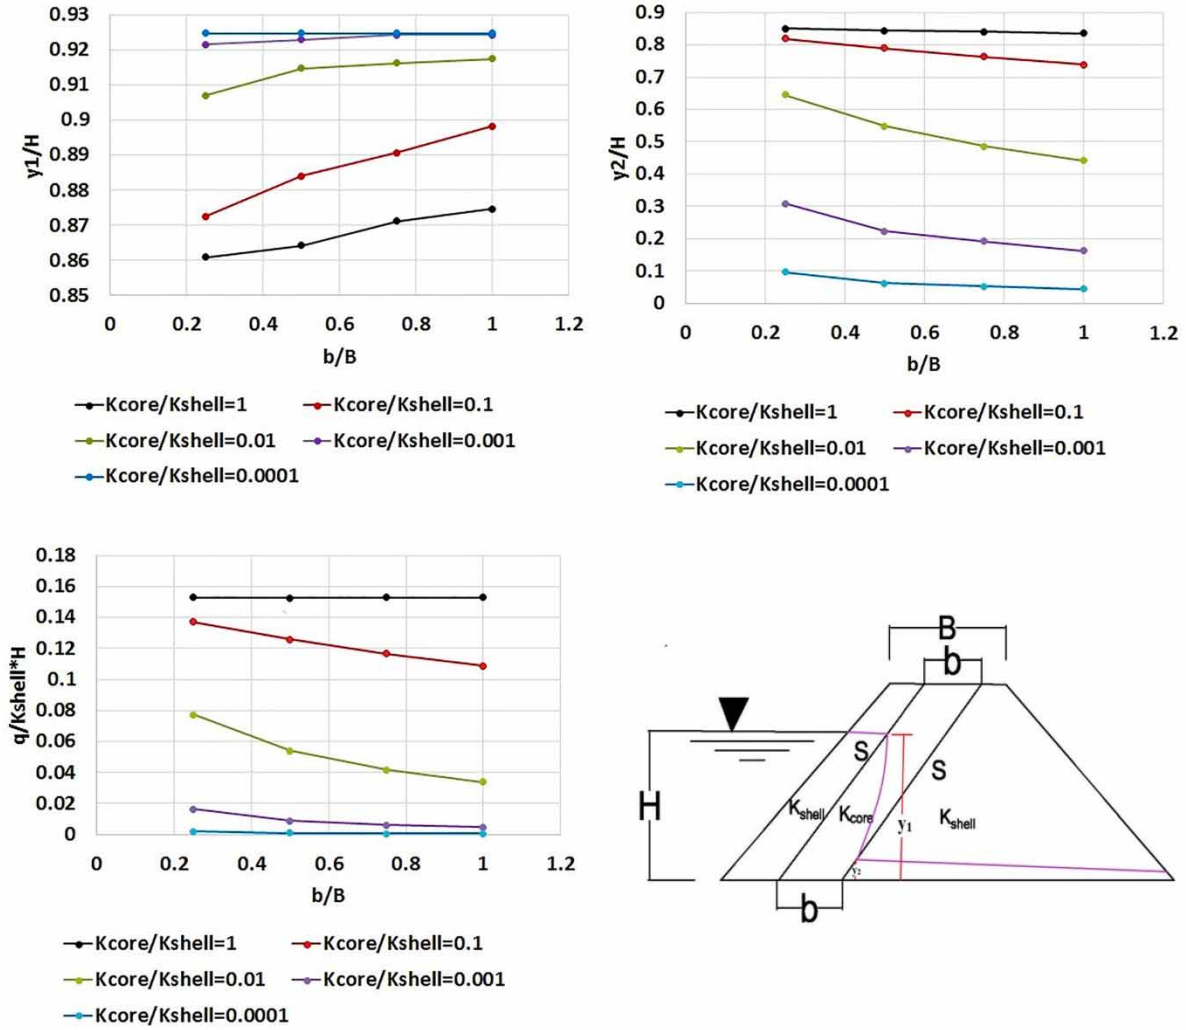 0.93
0.92
0.91
0.9
0.89
0.88
0.87
0.86
0.85
y1/H
0 0.2 0.4 0.6 0.8 1 1.2
b/B
Kcore/Kshell=1 Kcore/Kshell=0.1
Kcore/Kshell=0.01 Kcore/Kshell=0.001
Kcore/Kshell=0.0001
0.9
0.8
0.7
0.6
0.5
0.4
0.3
0.2
0.1
0
y2/H
0 0.2 0.4 0.6 0.8 1 1.2
b/B
Kcore/Kshell=1 Kcore/Kshell=0.1
Kcore/Kshell=0.01 Kcore/Kshell=0.001
Kcore/Kshell=0.0001
0.18
0.16
0.14
0.12
0.1
0.08
0.06
0.04
0.02
0
q/Kshell*H
0 0.2 0.4 0.6 0.8 1 1.2
b/B
Kcore/Kshell=1 Kcore/Kshell=0.1
Kcore/Kshell=0.01 Kcore/Kshell=0.001
Kcore/Kshell=0.0001
B
b
S
S
H
Kshell Kcore y1 Kshell
y2
b